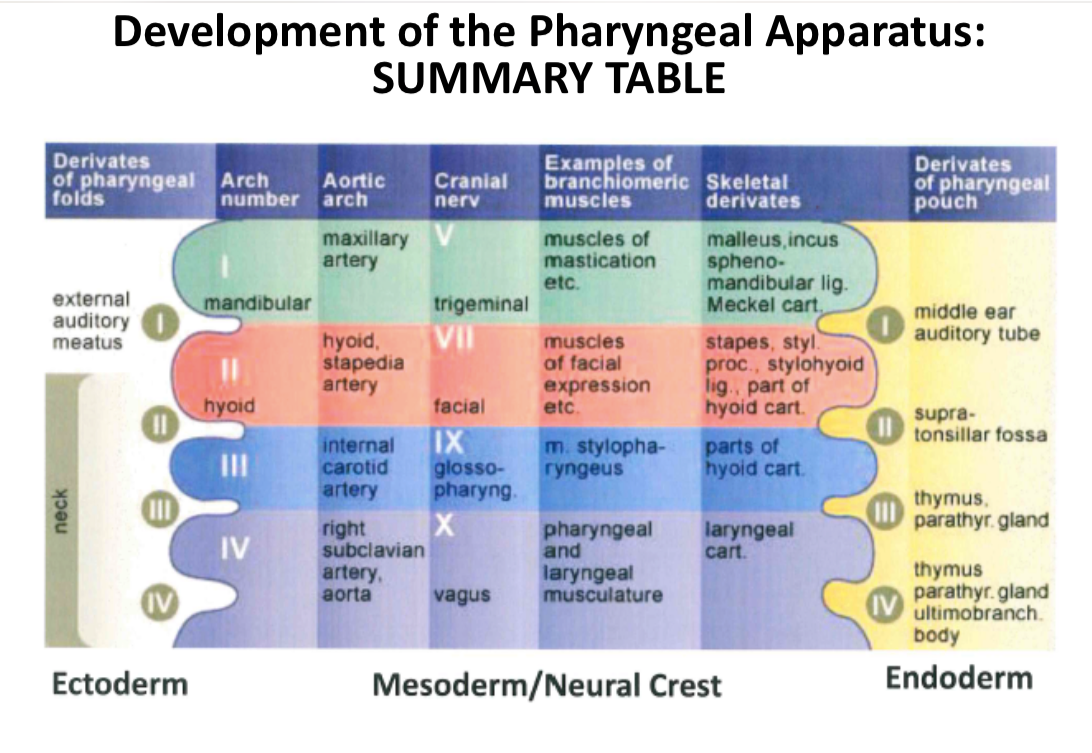 Development of the Pharyngeal Apparatus:
SUMMARY TABLE
Derivates
of pharyngeal
folds
Arch
number
Aortic
arch
Cranial
nerv
Examples of
branchiomeric
muscles
Skeletal
derivates
Derivates
of pharyngeal
pouch
I
mandibular
maxillary
artery
V
trigeminal
muscles of
mastication
etc.
malleus,incus
spheno-
mandibular lig.
Meckel cart.
external
auditory
meatus
I
I
middle ear
auditory tube
II
hyoid
hyoid,
stapedia
artery
VII
facial
muscles
of facial
expression
etc.
stapes, styl.
proc., stylohyoid
lig., part of
hyoid cart.
II
II
supra-
tonsillar fossa
III
internal
carotid
artery
IX
glosso-
pharyng.
m. stylopha-
ryngeus
parts of
hyoid cart.
neck
III
III
thymus,
parathyr. gland
IV
right
subclavian
artery,
aorta
X
vagus
pharyngeal
and
laryngeal
musculature
laryngeal
cart.
IV
IV
thymus
parathyr. gland
ultimobranch.
body
Ectoderm
Mesoderm/Neural Crest
Endoderm